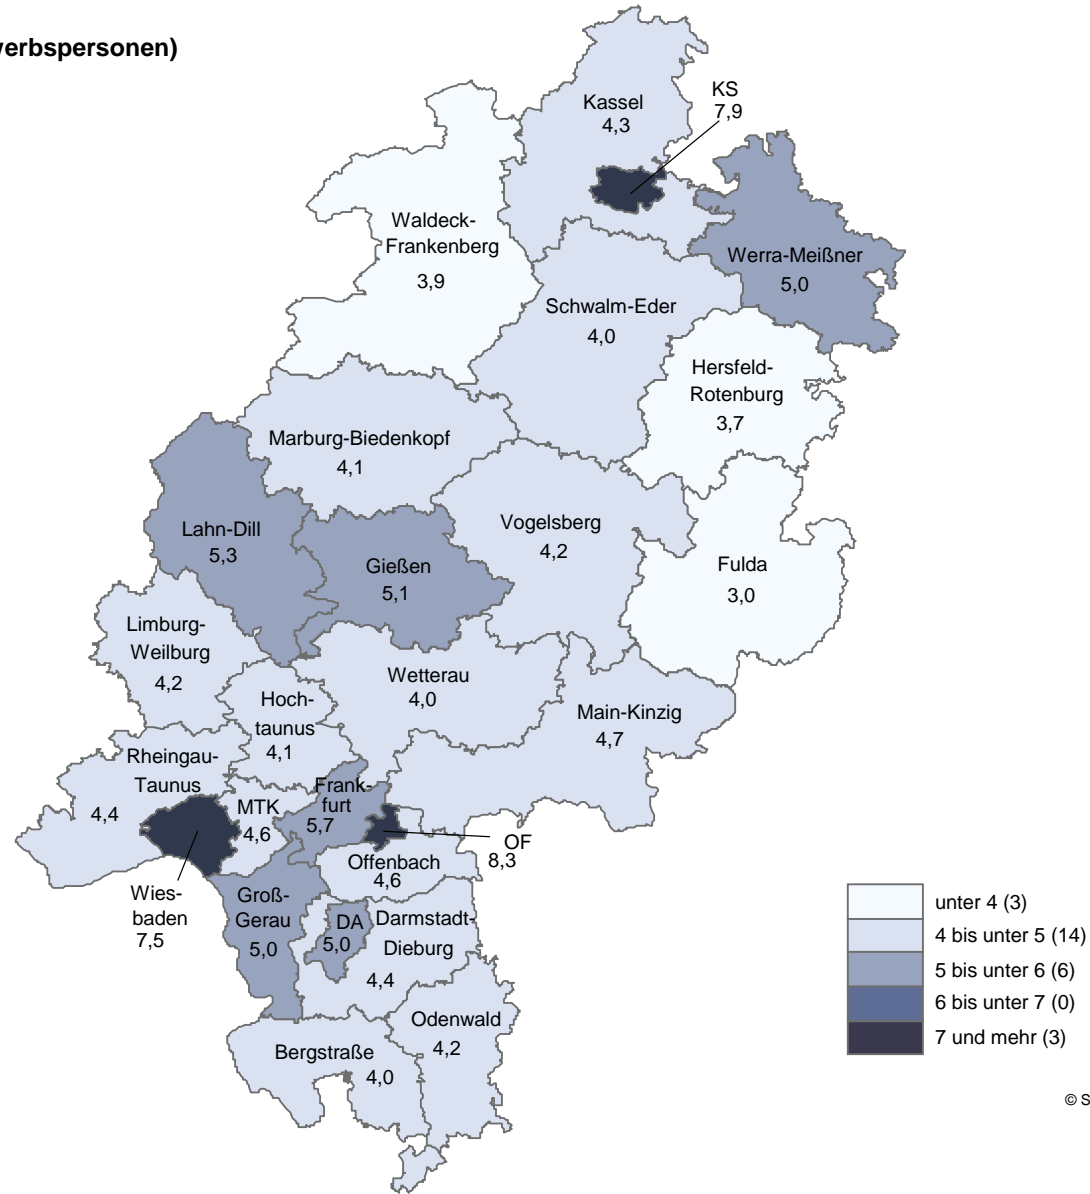 verbspersonen)
Kassel
4,3
KS
7,9
Waldeck-
Frankenberg
3,9
Werra-Meißner
5,0
Schwalm-Eder
4,0
Hersfeld-
Rotenburg
3,7
Marburg-Biedenkopf
4,1
Lahn-Dill
5,3
Gießen
5,1
Vogelsberg
4,2
Fulda
3,0
Limburg-
Weilburg
4,2
Wetterau
4,0
Hoch-
taunus
4,1
Main-Kinzig
4,7
Rheingau-
Taunus
4,4
MTK
4,6
Frank-
furt
5,7
OF
8,3
Offenbach
4,6
Wies-
baden
7,5
Groß-
Gerau
5,0
DA
5,0
Darmstadt-
Dieburg
4,4
Odenwald
4,2
Bergstraße
4,0
unter 4 (3)
4 bis unter 5 (14)
5 bis unter 6 (6)
6 bis unter 7 (0)
7 und mehr (3)
© S